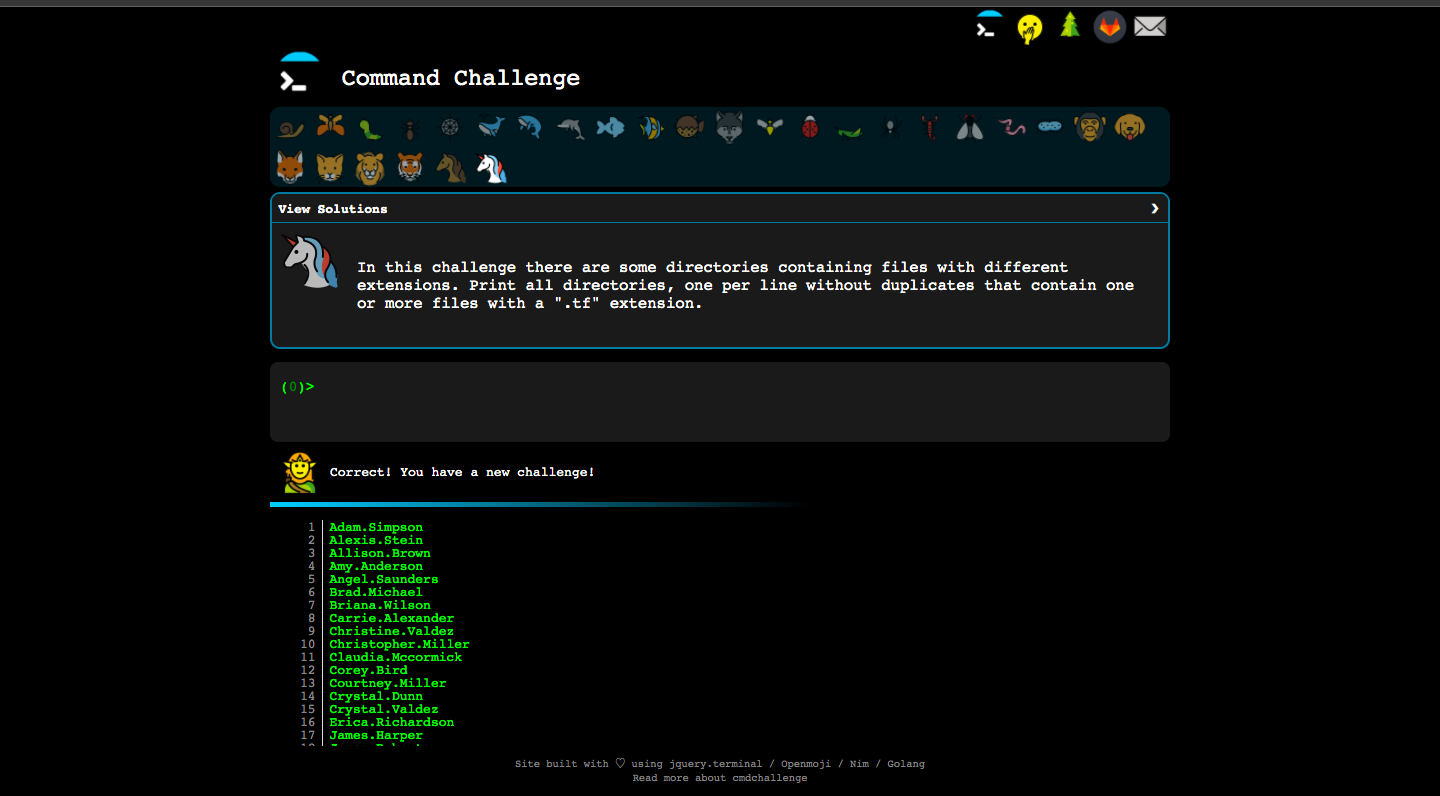 Command Challenge
View Solutions
In this challenge there are some directories containing files with different
extensions. Print all directories, one per line without duplicates that contain one
or more files with a ".tf" extension.
(0)>
Correct! You have a new challenge!
1 Adam.Simpson
2 Alexis.Stein
3 Allison.Brown
4 Amy.Anderson
5 Angel.Saunders
6 Brad.Michael
7 Briana.Wilson
8 Carrie.Alexander
9 Christine.Valdez
10 Christopher.Miller
11 Claudia.Mccormick
12 Corey.Bird
13 Courtney.Miller
14 Crystal.Dunn
15 Crystal.Valdez
16 Erica.Richardson
17 James.Harper
Site built with ♡ using jquery.terminal / Openmoji / Nim / Golang
Read more about cmdchallenge